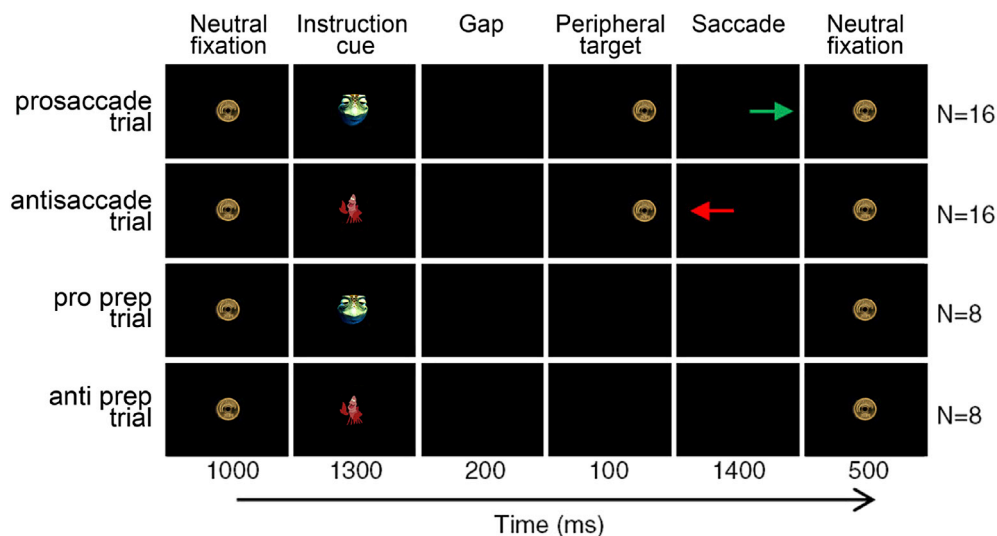 Neutral fixation
Instruction cue
Gap
Peripheral target
Saccade
Neutral fixation
prosaccade trial
N=16
antisaccade trial
N=16
pro prep trial
N=8
anti prep trial
N=8
1000 1300 200 100 1400 500
Time (ms)